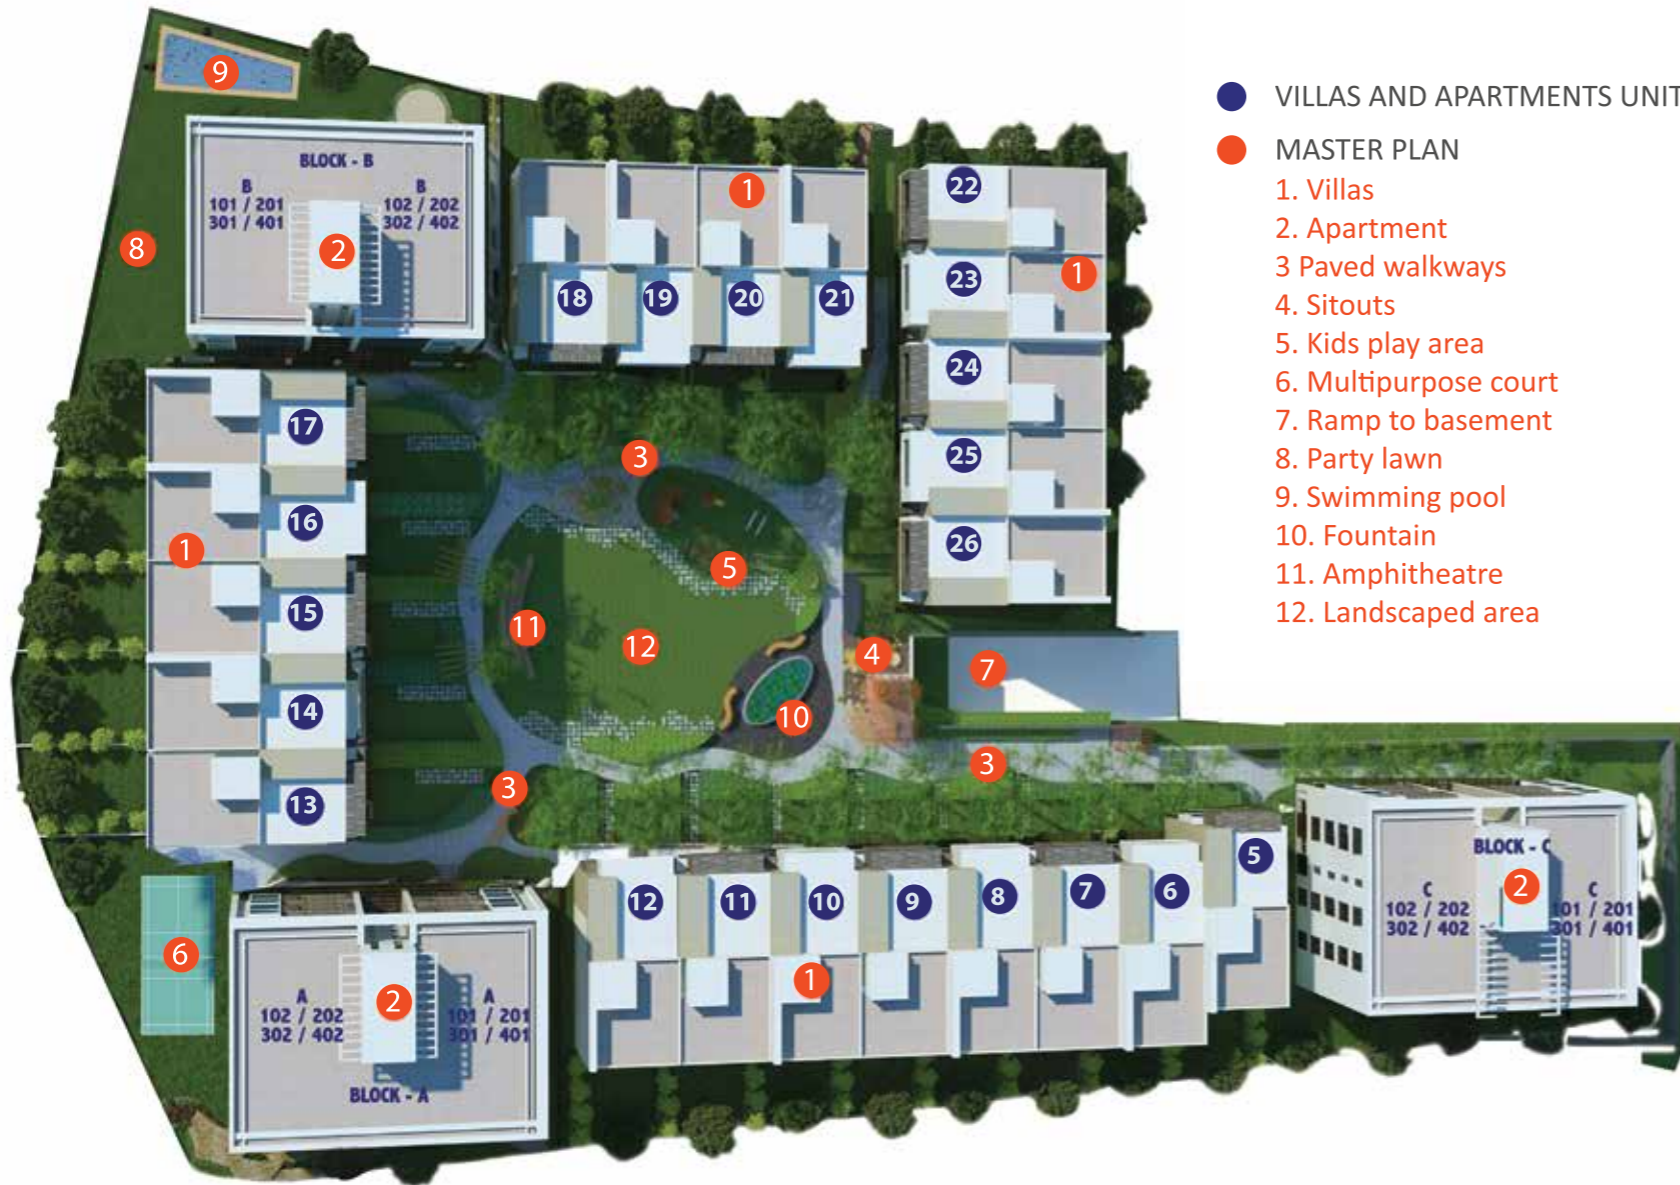 VILLAS AND APARTMENTS UNIT
MASTER PLAN
1. Villas
2. Apartment
3 Paved walkways
4. Sitouts
5. Kids play area
6. Multipurpose court
7. Ramp to basement
8. Party lawn
9. Swimming pool
10. Fountain
11. Amphitheatre
12. Landscaped area
9
BLOCK - B
B
101 / 201
301 / 401
B
102 / 202
302 / 402
2
8
1
18
19
20
21
22
23
1
24
25
26
17
16
1
15
14
13
3
5
11
12
4
7
10
3
3
6
A
102 / 202
302 / 402
2
A
101 / 201
301 / 401
BLOCK - A
12
11
10
9
8
7
6
5
1
BLOCK - C
C
102 / 202
302 / 402
2
C
101 / 201
301 / 401